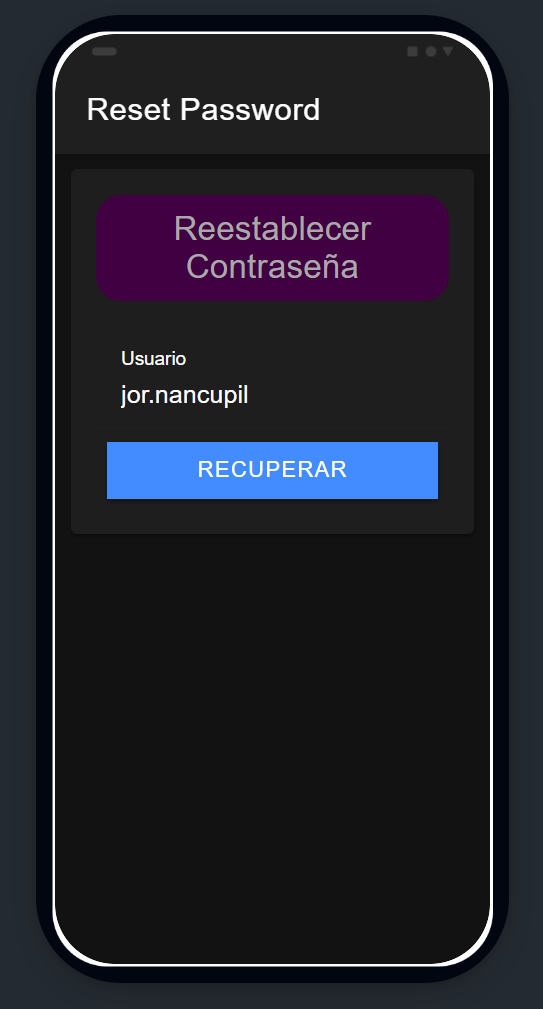 Reset Password
Reestablecer
Contraseña
Usuario
jor.nancupil
RECUPERAR